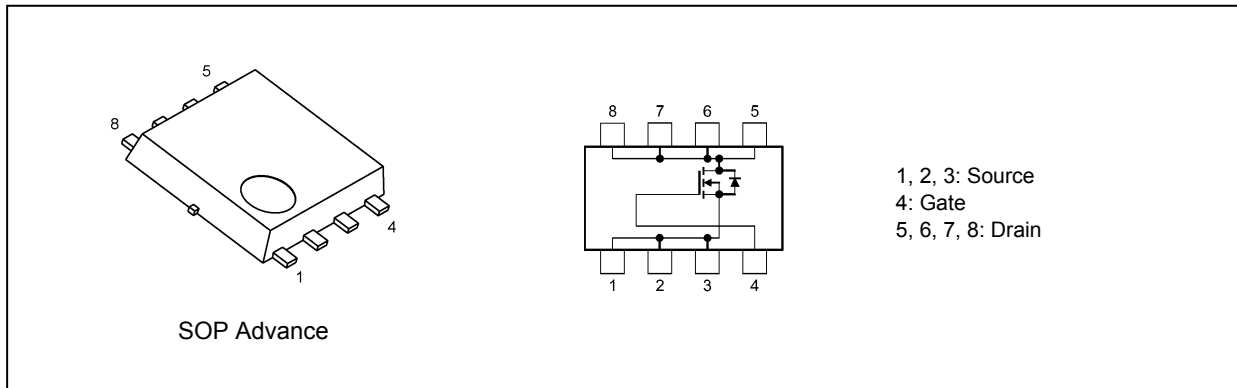 5
8
4
1
SOP Advance
8 7 6 5
1 2 3 4
1, 2, 3: Source
4: Gate
5, 6, 7, 8: Drain